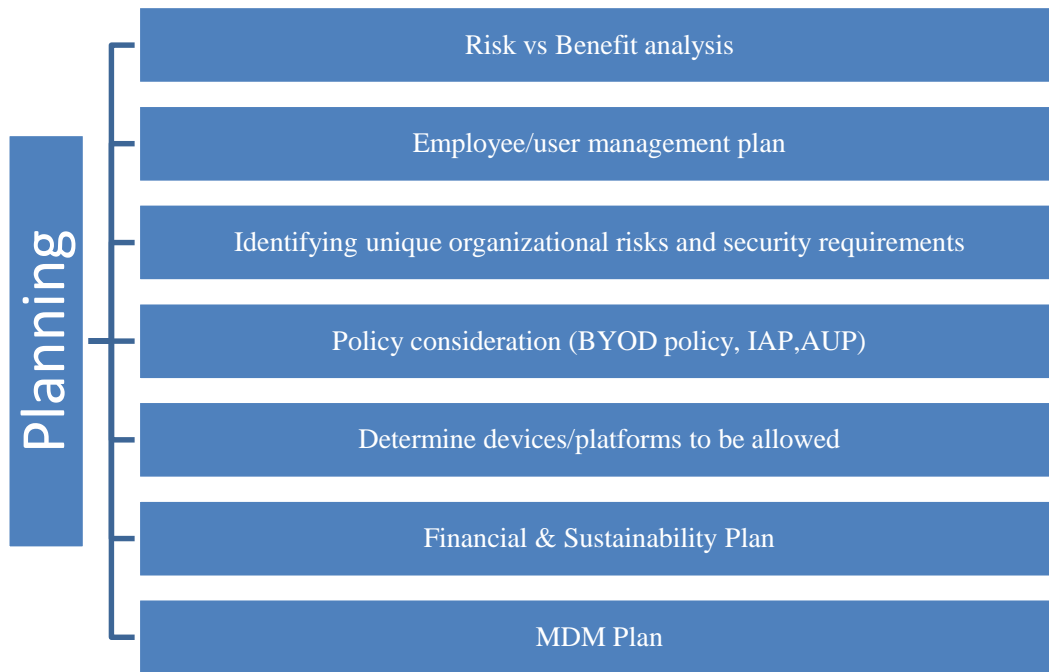 Planning
Risk vs Benefit analysis
Employee/user management plan
Identifying unique organizational risks and security requirements
Policy consideration (BYOD policy, IAP,AUP)
Determine devices/platforms to be allowed
Financial & Sustainability Plan
MDM Plan